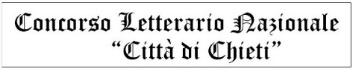 Concorso Letterario Nazionale
“Città di Chieti”